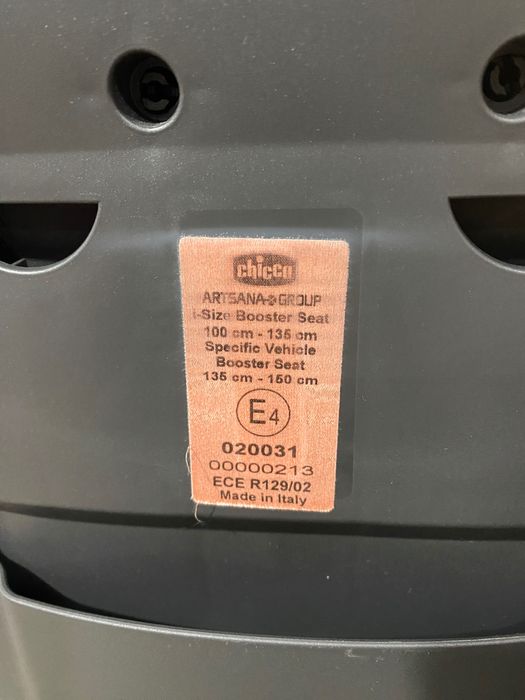 chicco
ARTSANA GROUP
i-Size Booster Seat
100 cm - 135 cm
Specific Vehicle
Booster Seat
135 cm - 150 cm
E4
020031
00000213
ECE R129/02
Made in Italy